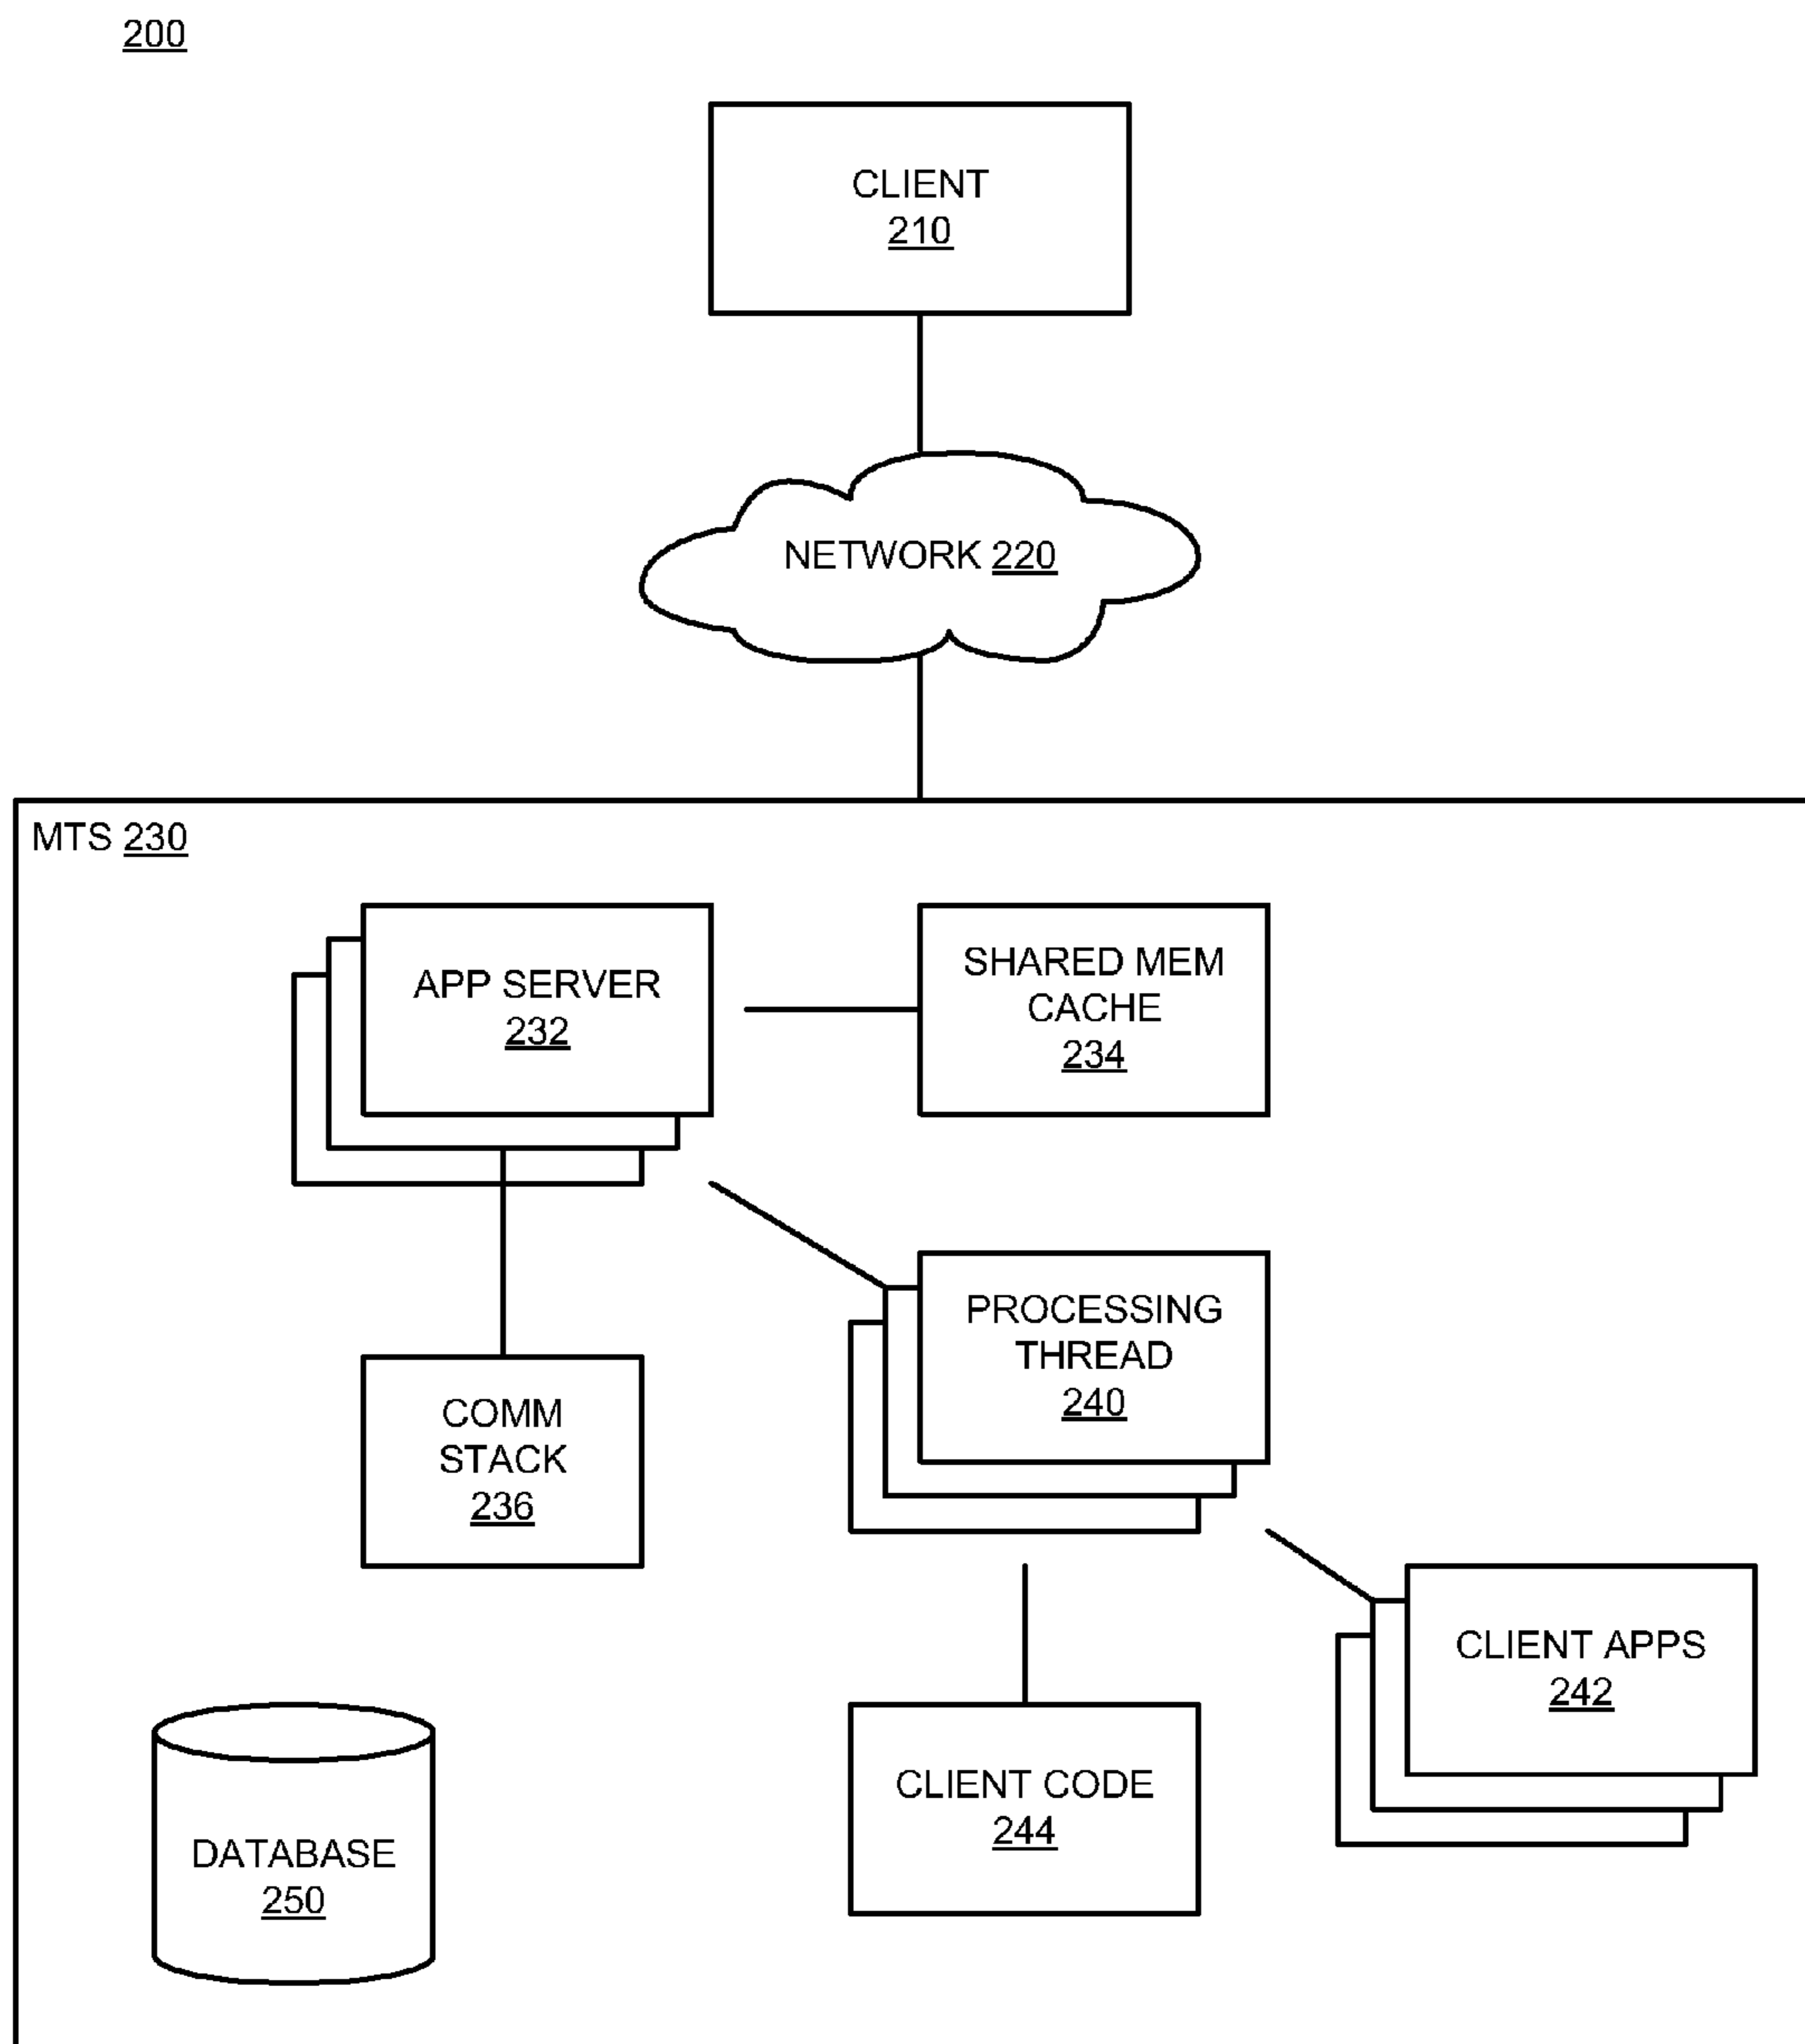 200
CLIENT
210
NETWORK 220
MTS 230
APP SERVER
232
SHARED MEM
CACHE
234
PROCESSING
THREAD
240
COMM
STACK
236
CLIENT APPS
242
CLIENT CODE
244
DATABASE
250